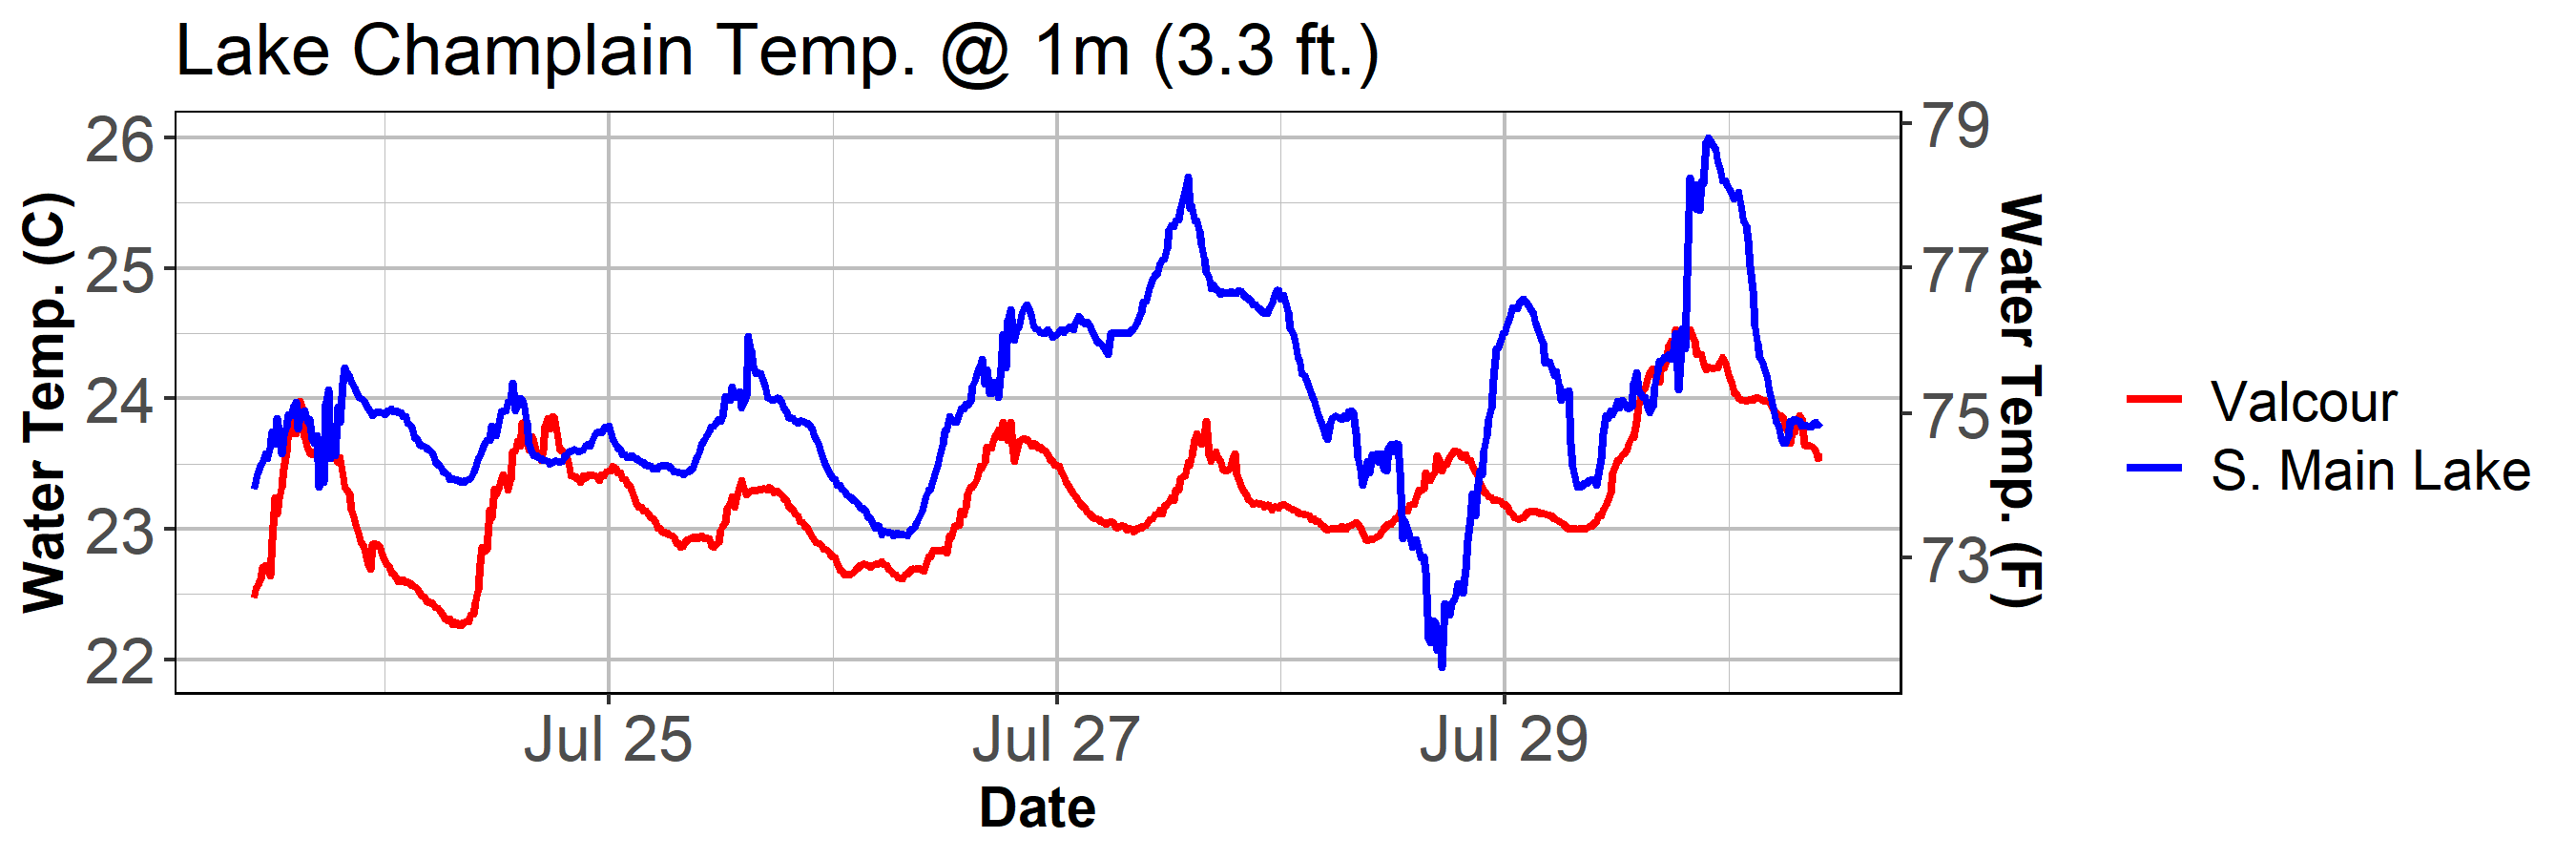 Lake Champlain Temp. @ 1m (3.3 ft.)
Water Temp. (C)
26
25
24
23
22
79
77
75
73
Water Temp. (F)
Jul 25
Jul 27
Jul 29
Date
Valcour
S. Main Lake